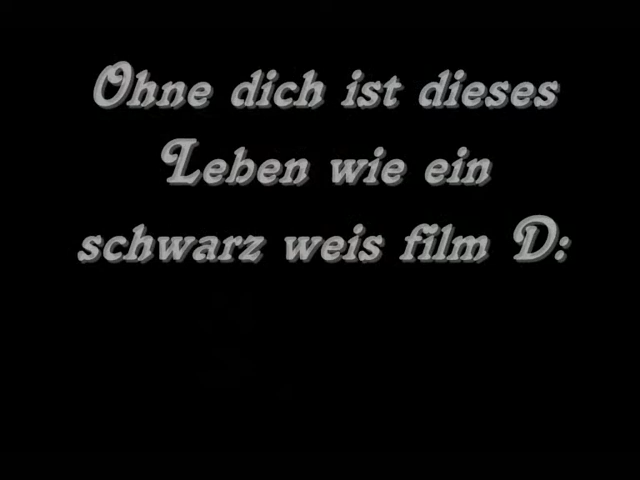 Ohne dich ist dieses
Leben wie ein
schwarz weis film D: